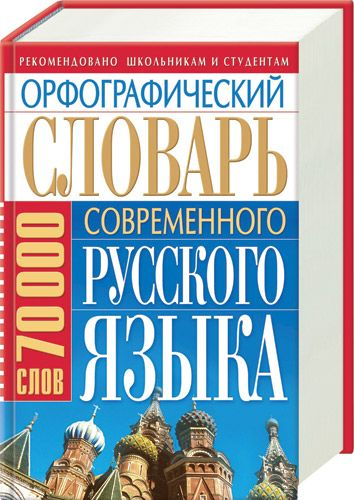 РЕКОМЕНДОВАНО ШКОЛЬНИКАМ И СТУДЕНТАМ
ОРФОГРАФИЧЕСКИЙ
СЛОВАРЬ
СОВРЕМЕННОГО
РУССКОГО
ЯЗЫКА
70 000
СЛОВ